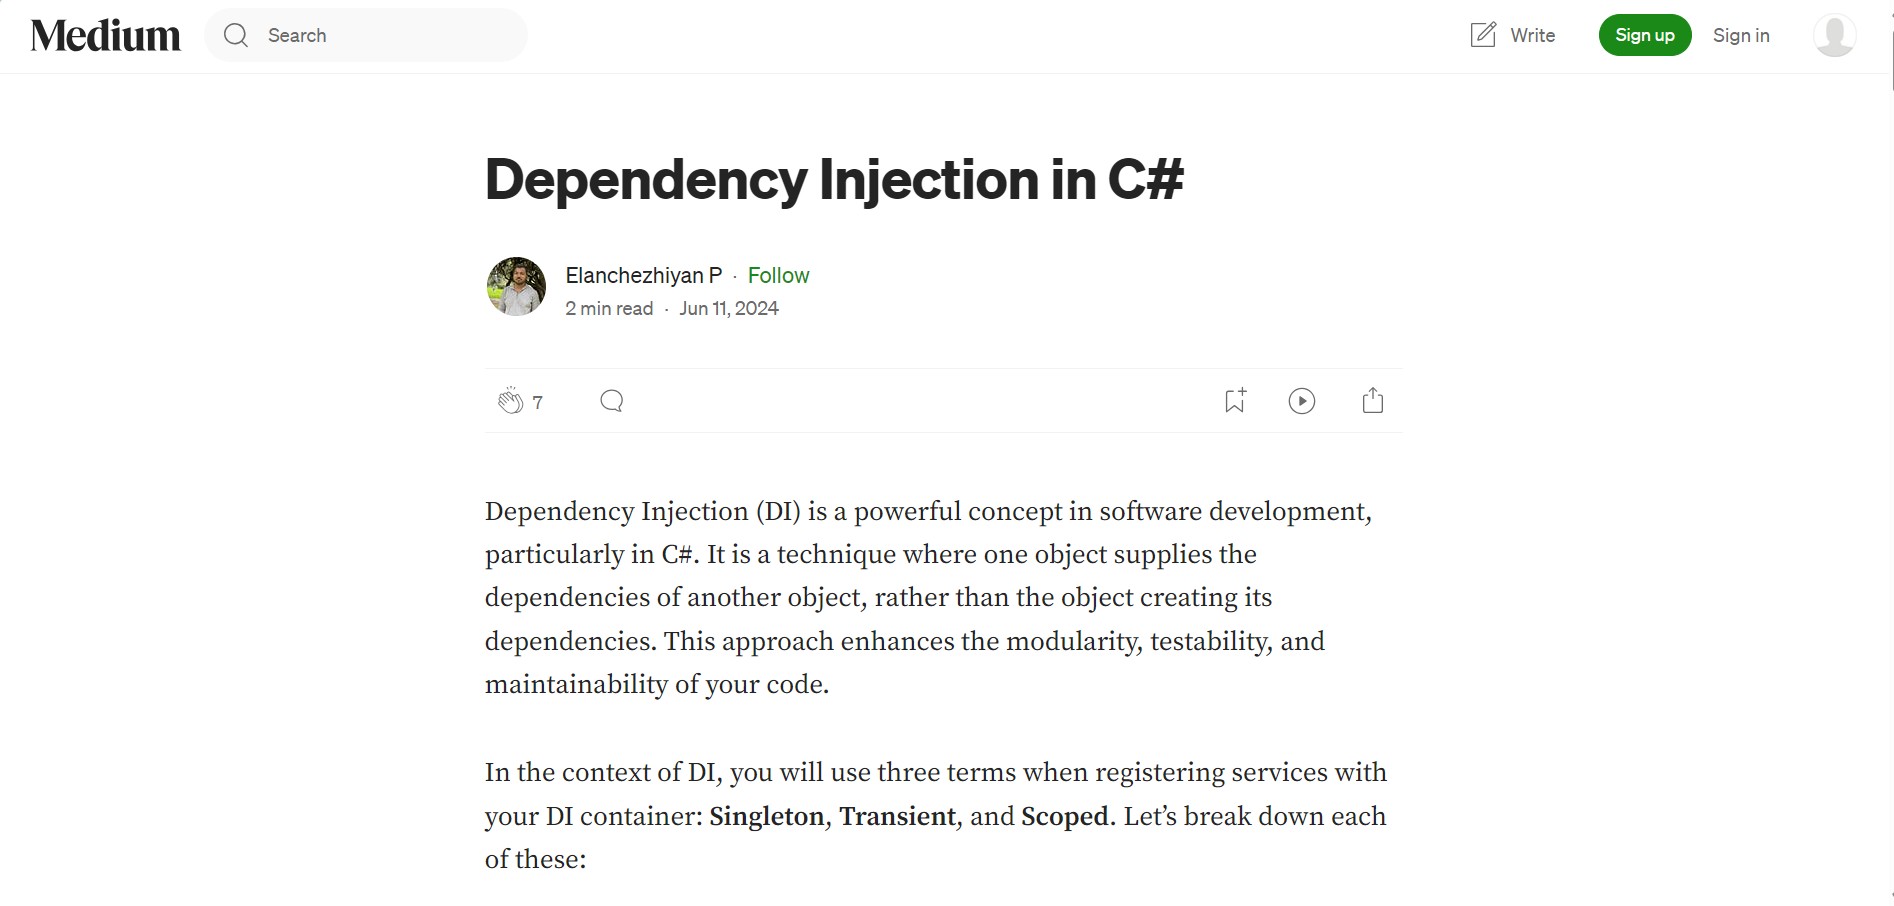 Medium
Search
Write
Sign up
Sign in
Dependency Injection in C#
Elanchezhiyan P · Follow
2 min read · Jun 11, 2024
7
Dependency Injection (DI) is a powerful concept in software development,
particularly in C#. It is a technique where one object supplies the
dependencies of another object, rather than the object creating its
dependencies. This approach enhances the modularity, testability, and
maintainability of your code.
In the context of DI, you will use three terms when registering services with
your DI container: Singleton, Transient, and Scoped. Let’s break down each
of these: